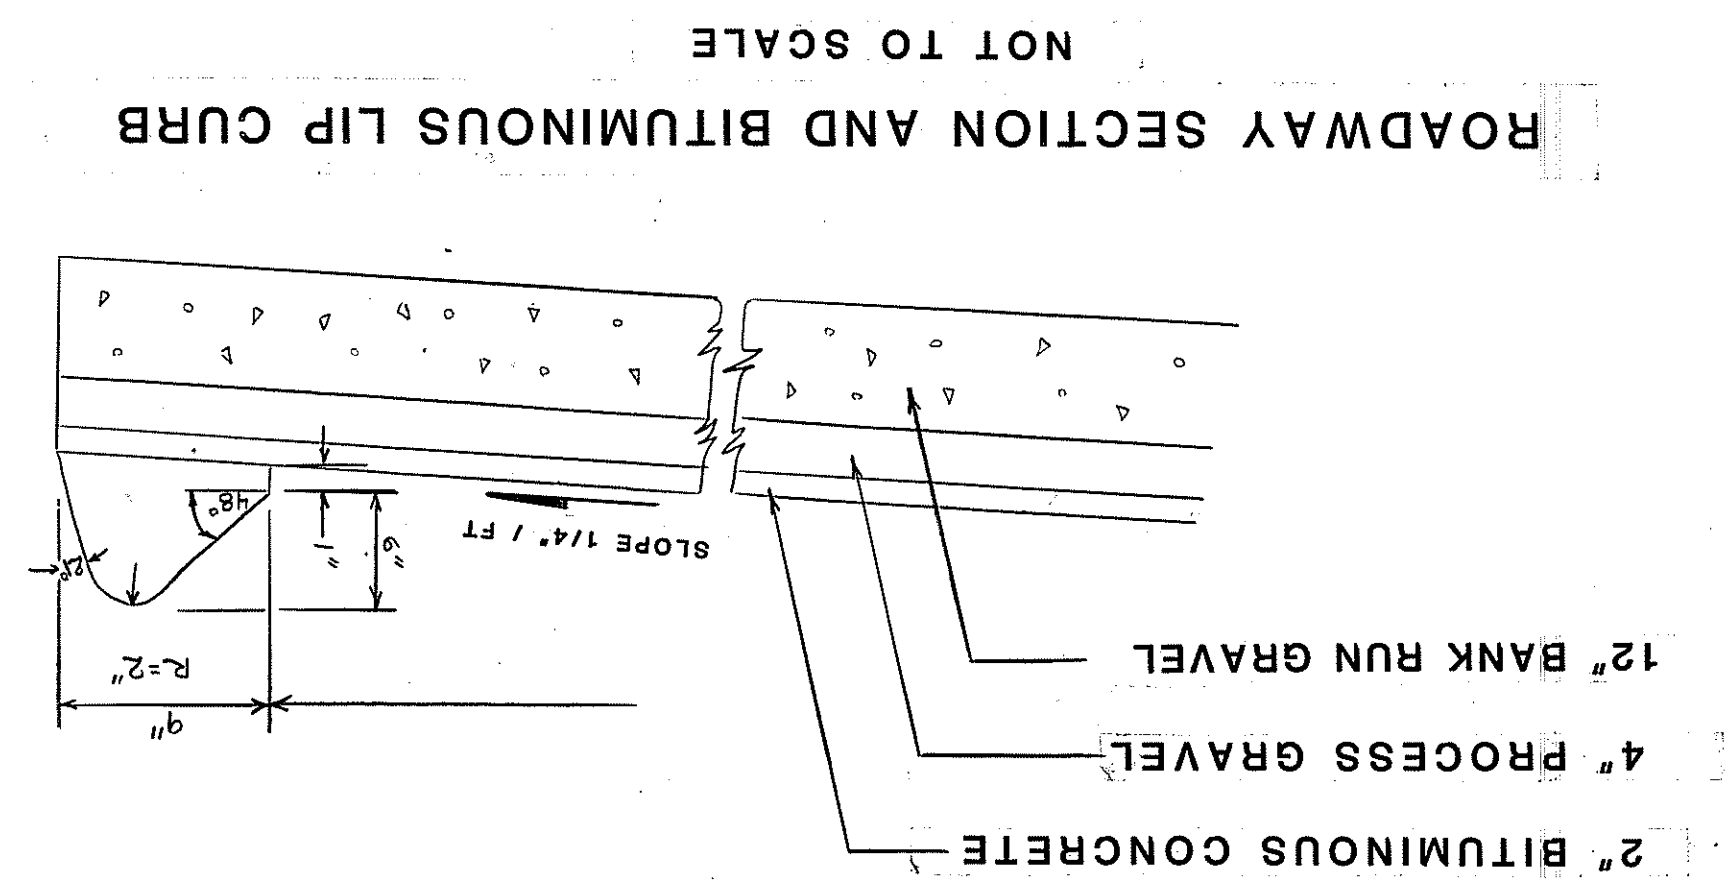 2" BITUMINOUS CONCRETE
4" PROCESS GRAVEL
12" BANK RUN GRAVEL
9"
R=2"
SLOPE 1/4" / FT
6"
1"
48°
21°
ROADWAY SECTION AND BITUMINOUS LIP CURB
NOT TO SCALE